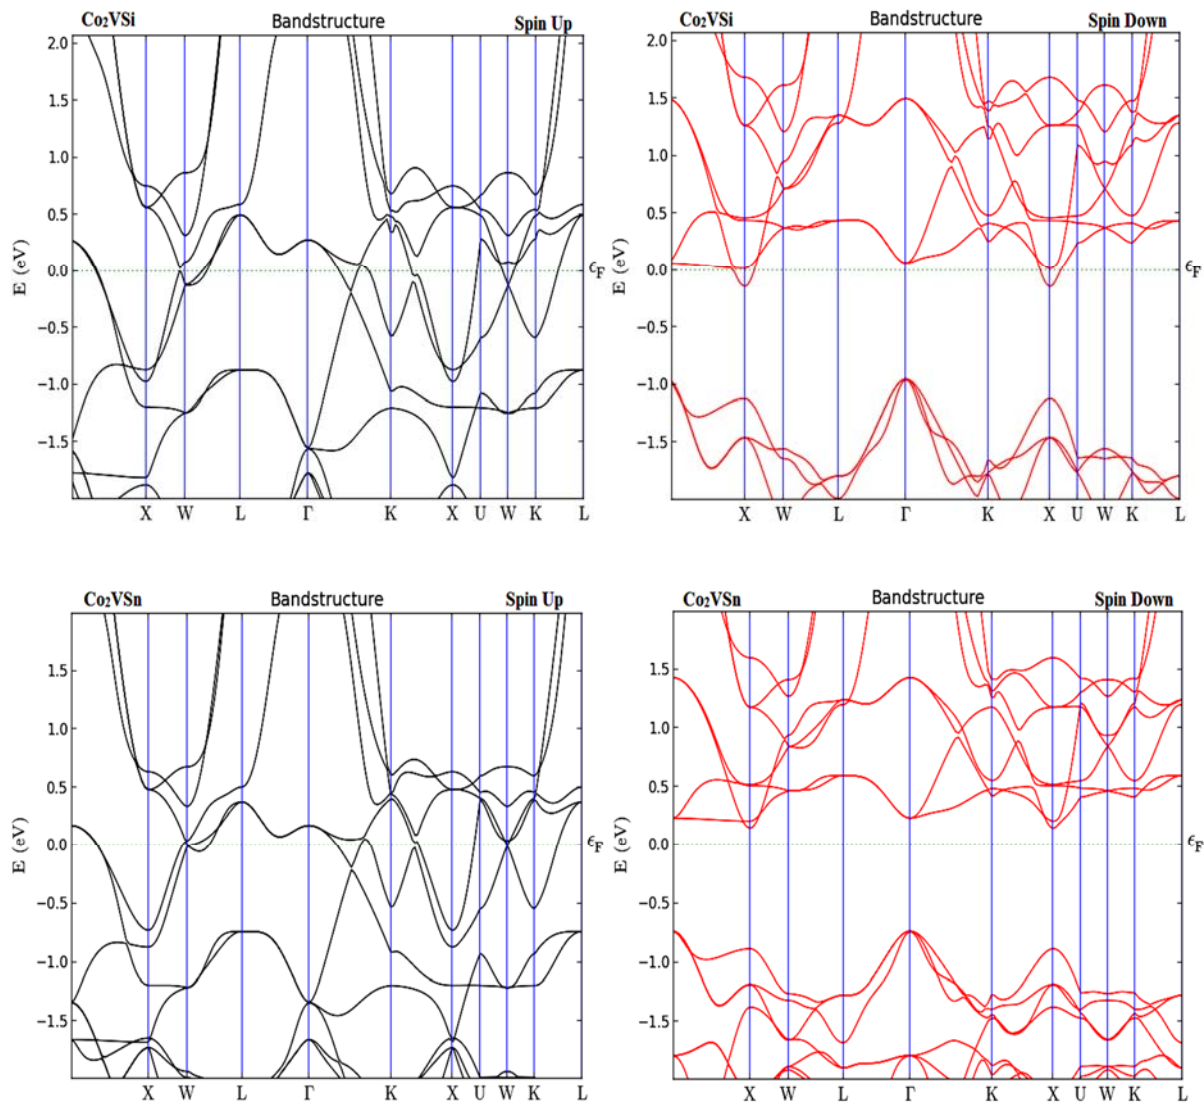 Co₂VSi Bandstructure Spin Up
2.0
1.5
1.0
0.5
0.0
−0.5
−1.0
−1.5
E (eV)
ϵF
X W L Γ K X U W K L
Co₂VSi Bandstructure Spin Down
2.0
1.5
1.0
0.5
0.0
−0.5
−1.0
−1.5
E (eV)
ϵF
X W L Γ K X U W K L
Co₂VSn Bandstructure Spin Up
1.5
1.0
0.5
0.0
−0.5
−1.0
−1.5
E (eV)
ϵF
X W L Γ K X U W K L
Co₂VSn Bandstructure Spin Down
1.5
1.0
0.5
0.0
−0.5
−1.0
−1.5
E (eV)
ϵF
X W L Γ K X U W K L